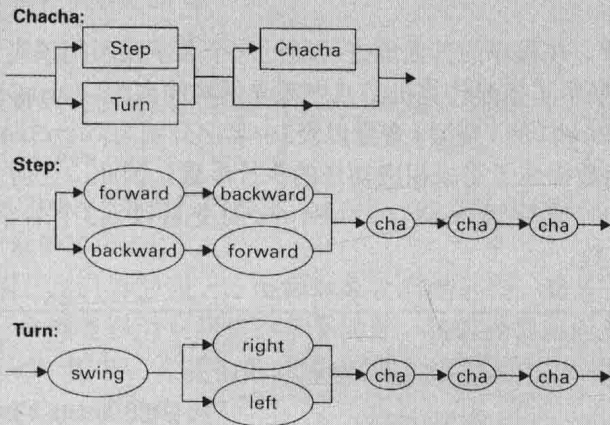 Chacha:
Step Chacha
Turn
Step:
forward backward
cha cha cha
backward forward
Turn:
right
swing cha cha cha
left